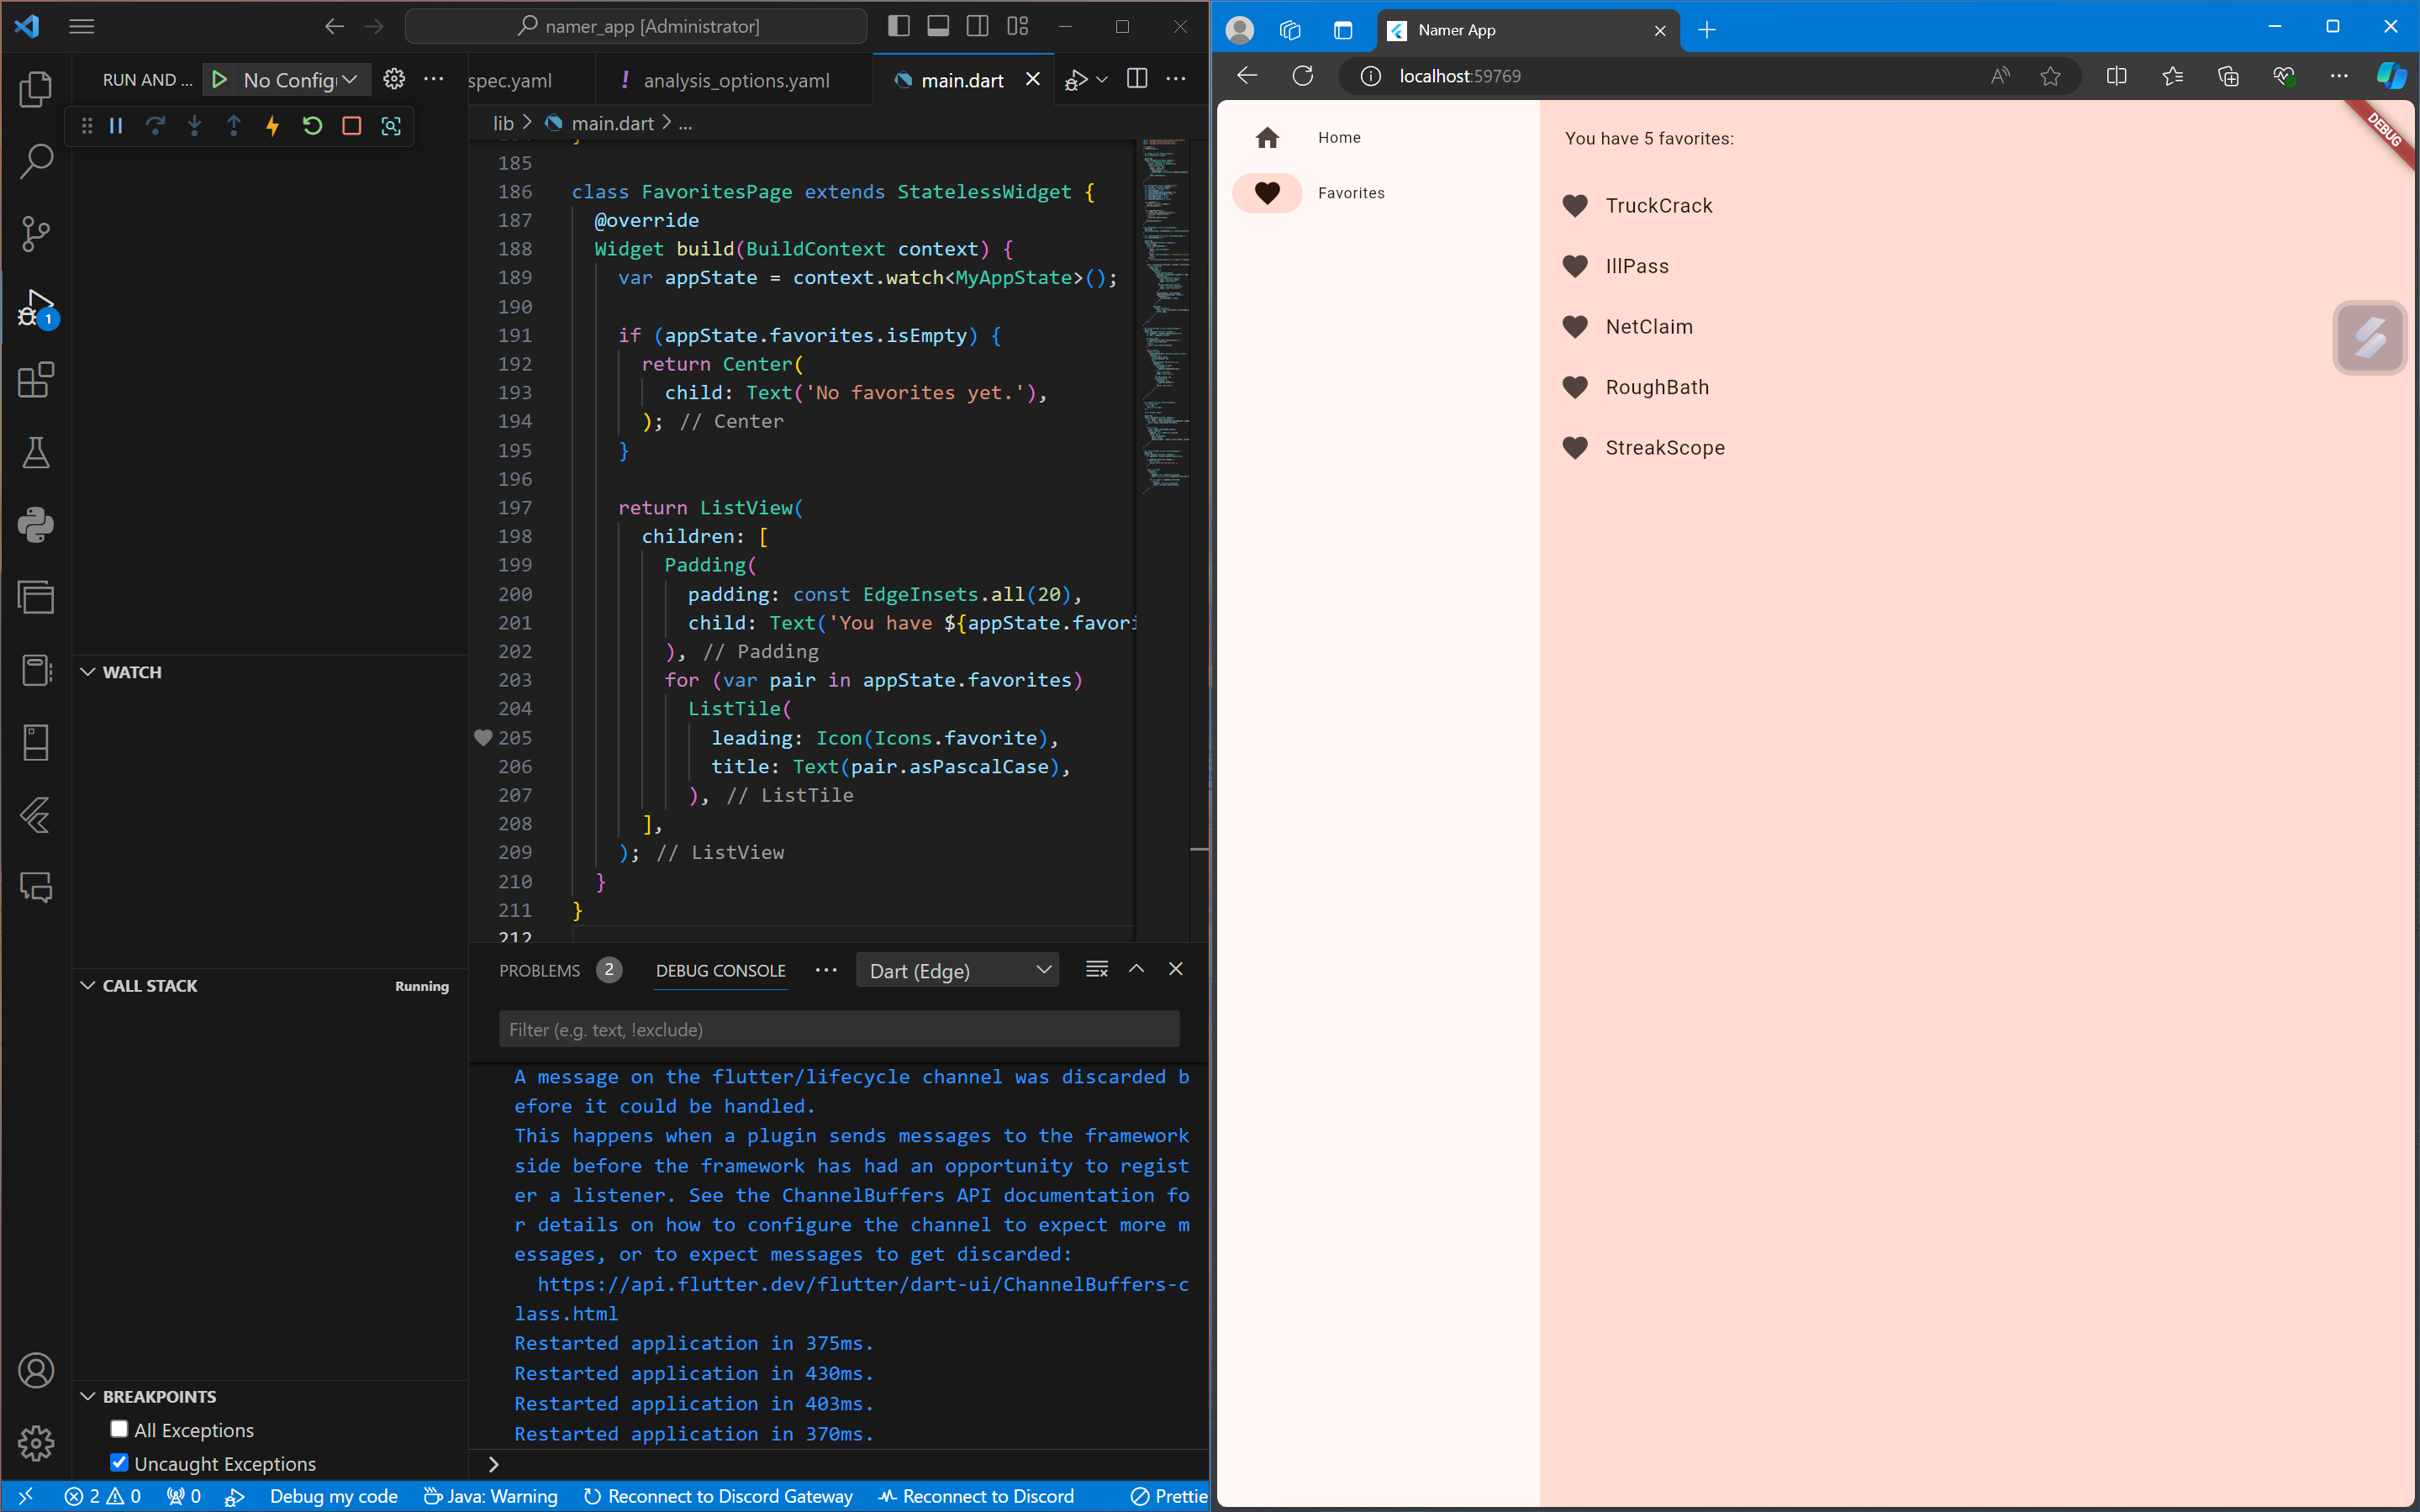 namer_app [Administrator]
RUN AND ...
No Config
spec.yaml
! analysis_options.yaml
main.dart
lib > main.dart > ...
185
186 class FavoritesPage extends StatelessWidget {
187 @override
188 Widget build(BuildContext context) {
189 var appState = context.watch<MyAppState>();
190
191 if (appState.favorites.isEmpty) {
192 return Center(
193 child: Text('No favorites yet.'),
194 ); // Center
195 }
196
197 return ListView(
198 children: [
199 Padding(
200 padding: const EdgeInsets.all(20),
201 child: Text('You have ${appState.favori
202 ), // Padding
203 for (var pair in appState.favorites)
204 ListTile(
205 leading: Icon(Icons.favorite),
206 title: Text(pair.asPascalCase),
207 ), // ListTile
208 ],
209 ); // ListView
210 }
211 }
212
1
WATCH
CALL STACK
Running
BREAKPOINTS
All Exceptions
Uncaught Exceptions
PROBLEMS 2
DEBUG CONSOLE
Dart (Edge)
Filter (e.g. text, !exclude)
A message on the flutter/lifecycle channel was discarded b
efore it could be handled.
This happens when a plugin sends messages to the framework
side before the framework has had an opportunity to regist
er a listener. See the ChannelBuffers API documentation fo
r details on how to configure the channel to expect more m
essages, or to expect messages to get discarded:
https://api.flutter.dev/flutter/dart-ui/ChannelBuffers-c
lass.html
Restarted application in 375ms.
Restarted application in 430ms.
Restarted application in 403ms.
Restarted application in 370ms.
>
2 0
0
Debug my code
Java: Warning
Reconnect to Discord Gateway
Reconnect to Discord
Prettie
Namer App
localhost:59769
Home
Favorites
You have 5 favorites:
DEBUG
TruckCrack
IllPass
NetClaim
RoughBath
StreakScope